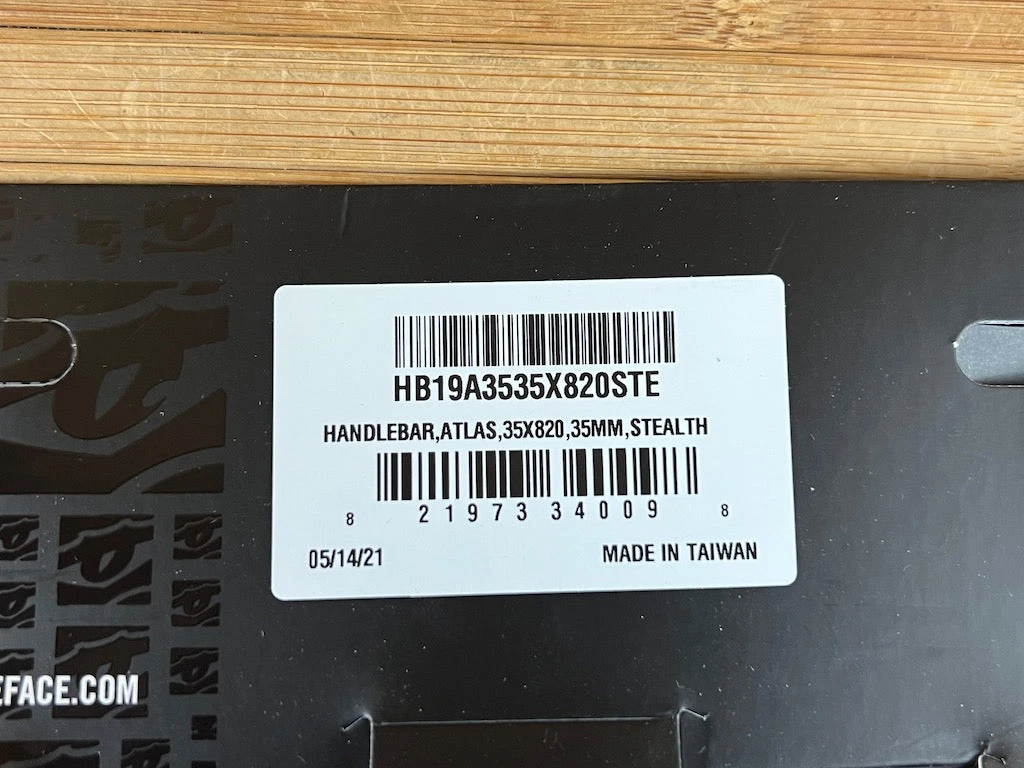 HB19A3535X820STE
HANDLEBAR,ATLAS,35X820,35MM,STEALTH
8 21973 34009 8
05/14/21 MADE IN TAIWAN
EFACE.COM